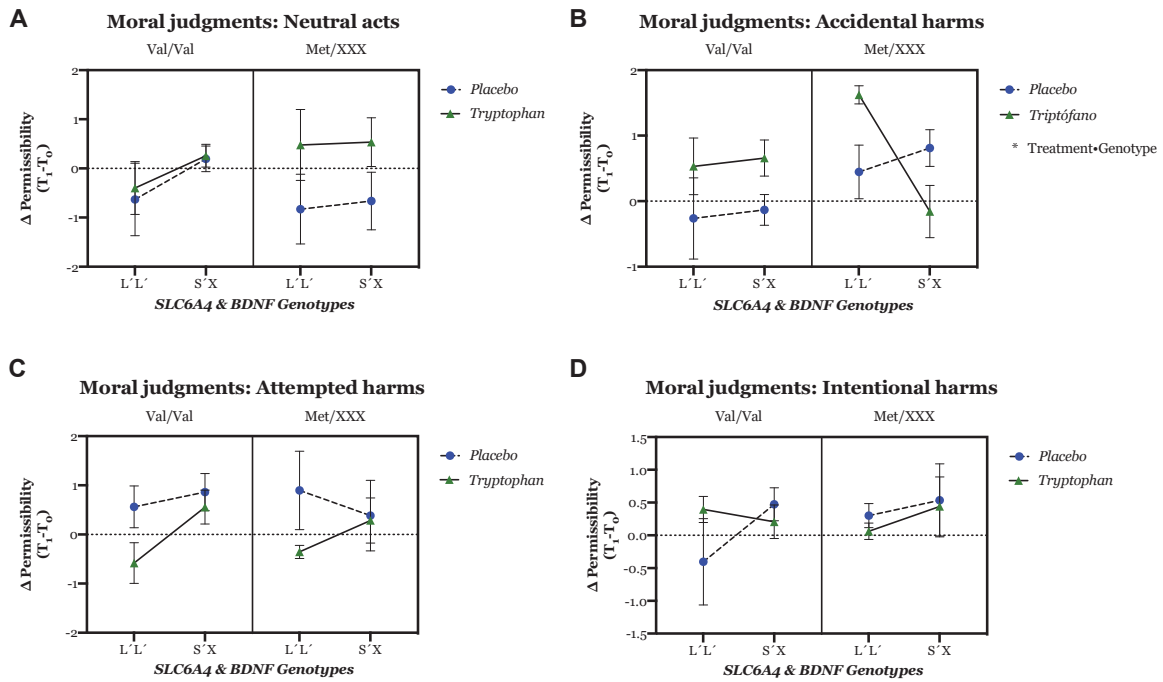 A
Moral judgments: Neutral acts
Val/Val Met/XXX
2
1
0
-1
-2
Δ Permissibility
(T₁-T₀)
L´L´ S´X L´L´ S´X
SLC6A4 & BDNF Genotypes
Placebo
Tryptophan
B
Moral judgments: Accidental harms
Val/Val Met/XXX
2
1
0
-1
Δ Permissibility
(T₁-T₀)
L´L´ S´X L´L´ S´X
SLC6A4 & BDNF Genotypes
Placebo
Triptófano
* Treatment•Genotype
C
Moral judgments: Attempted harms
Val/Val Met/XXX
2
1
0
-1
-2
Δ Permissibility
(T₁-T₀)
L´L´ S´X L´L´ S´X
SLC6A4 & BDNF Genotypes
Placebo
Tryptophan
D
Moral judgments: Intentional harms
Val/Val Met/XXX
1.5
1.0
0.5
0.0
-0.5
-1.0
-1.5
Δ Permissibility
(T₁-T₀)
L´L´ S´X L´L´ S´X
SLC6A4 & BDNF Genotypes
Placebo
Tryptophan